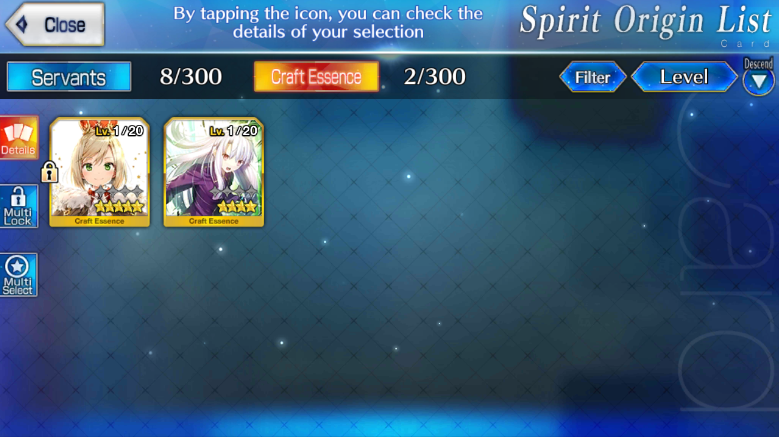 Close
By tapping the icon, you can check the
details of your selection
Spirit Origin List
Card
Servants 8/300 Craft Essence 2/300 Filter Level Descend
Details
Lv. 1/20 Lv. 1/20
Craft Essence Craft Essence
Multi
Lock
Multi
Select
Card